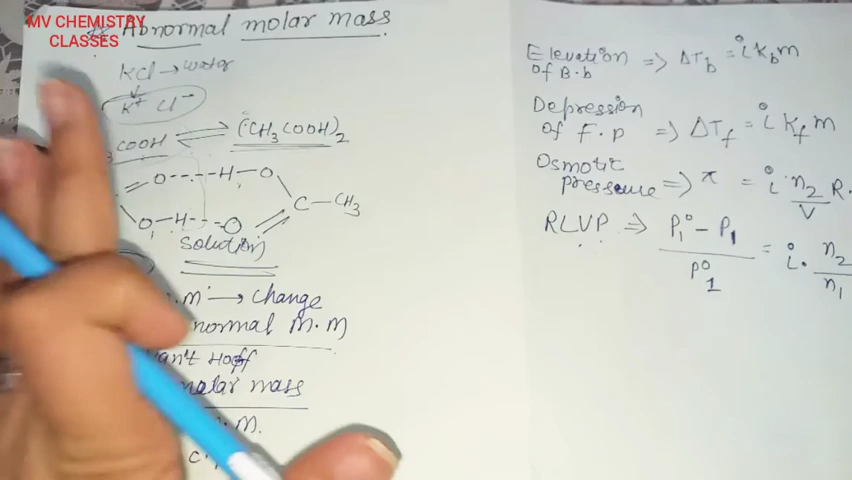 MV CHEMISTRY
CLASSES
Abnormal molar mass
KCl → Water
K+ Cl-
COOH ⇌ (CH3COOH)2
O---H-O
C-CH3
O-H---O
Solution
M → Change
normal M.M
Van't Hoff
molar mass
M.
Elevation of B.b => ΔTb = i Kb m
Depression of F.p => ΔTf = i Kf m
Osmotic pressure => π = i n2/V R.
RLVP => P1° - P1 / P1° = i. n2/n1